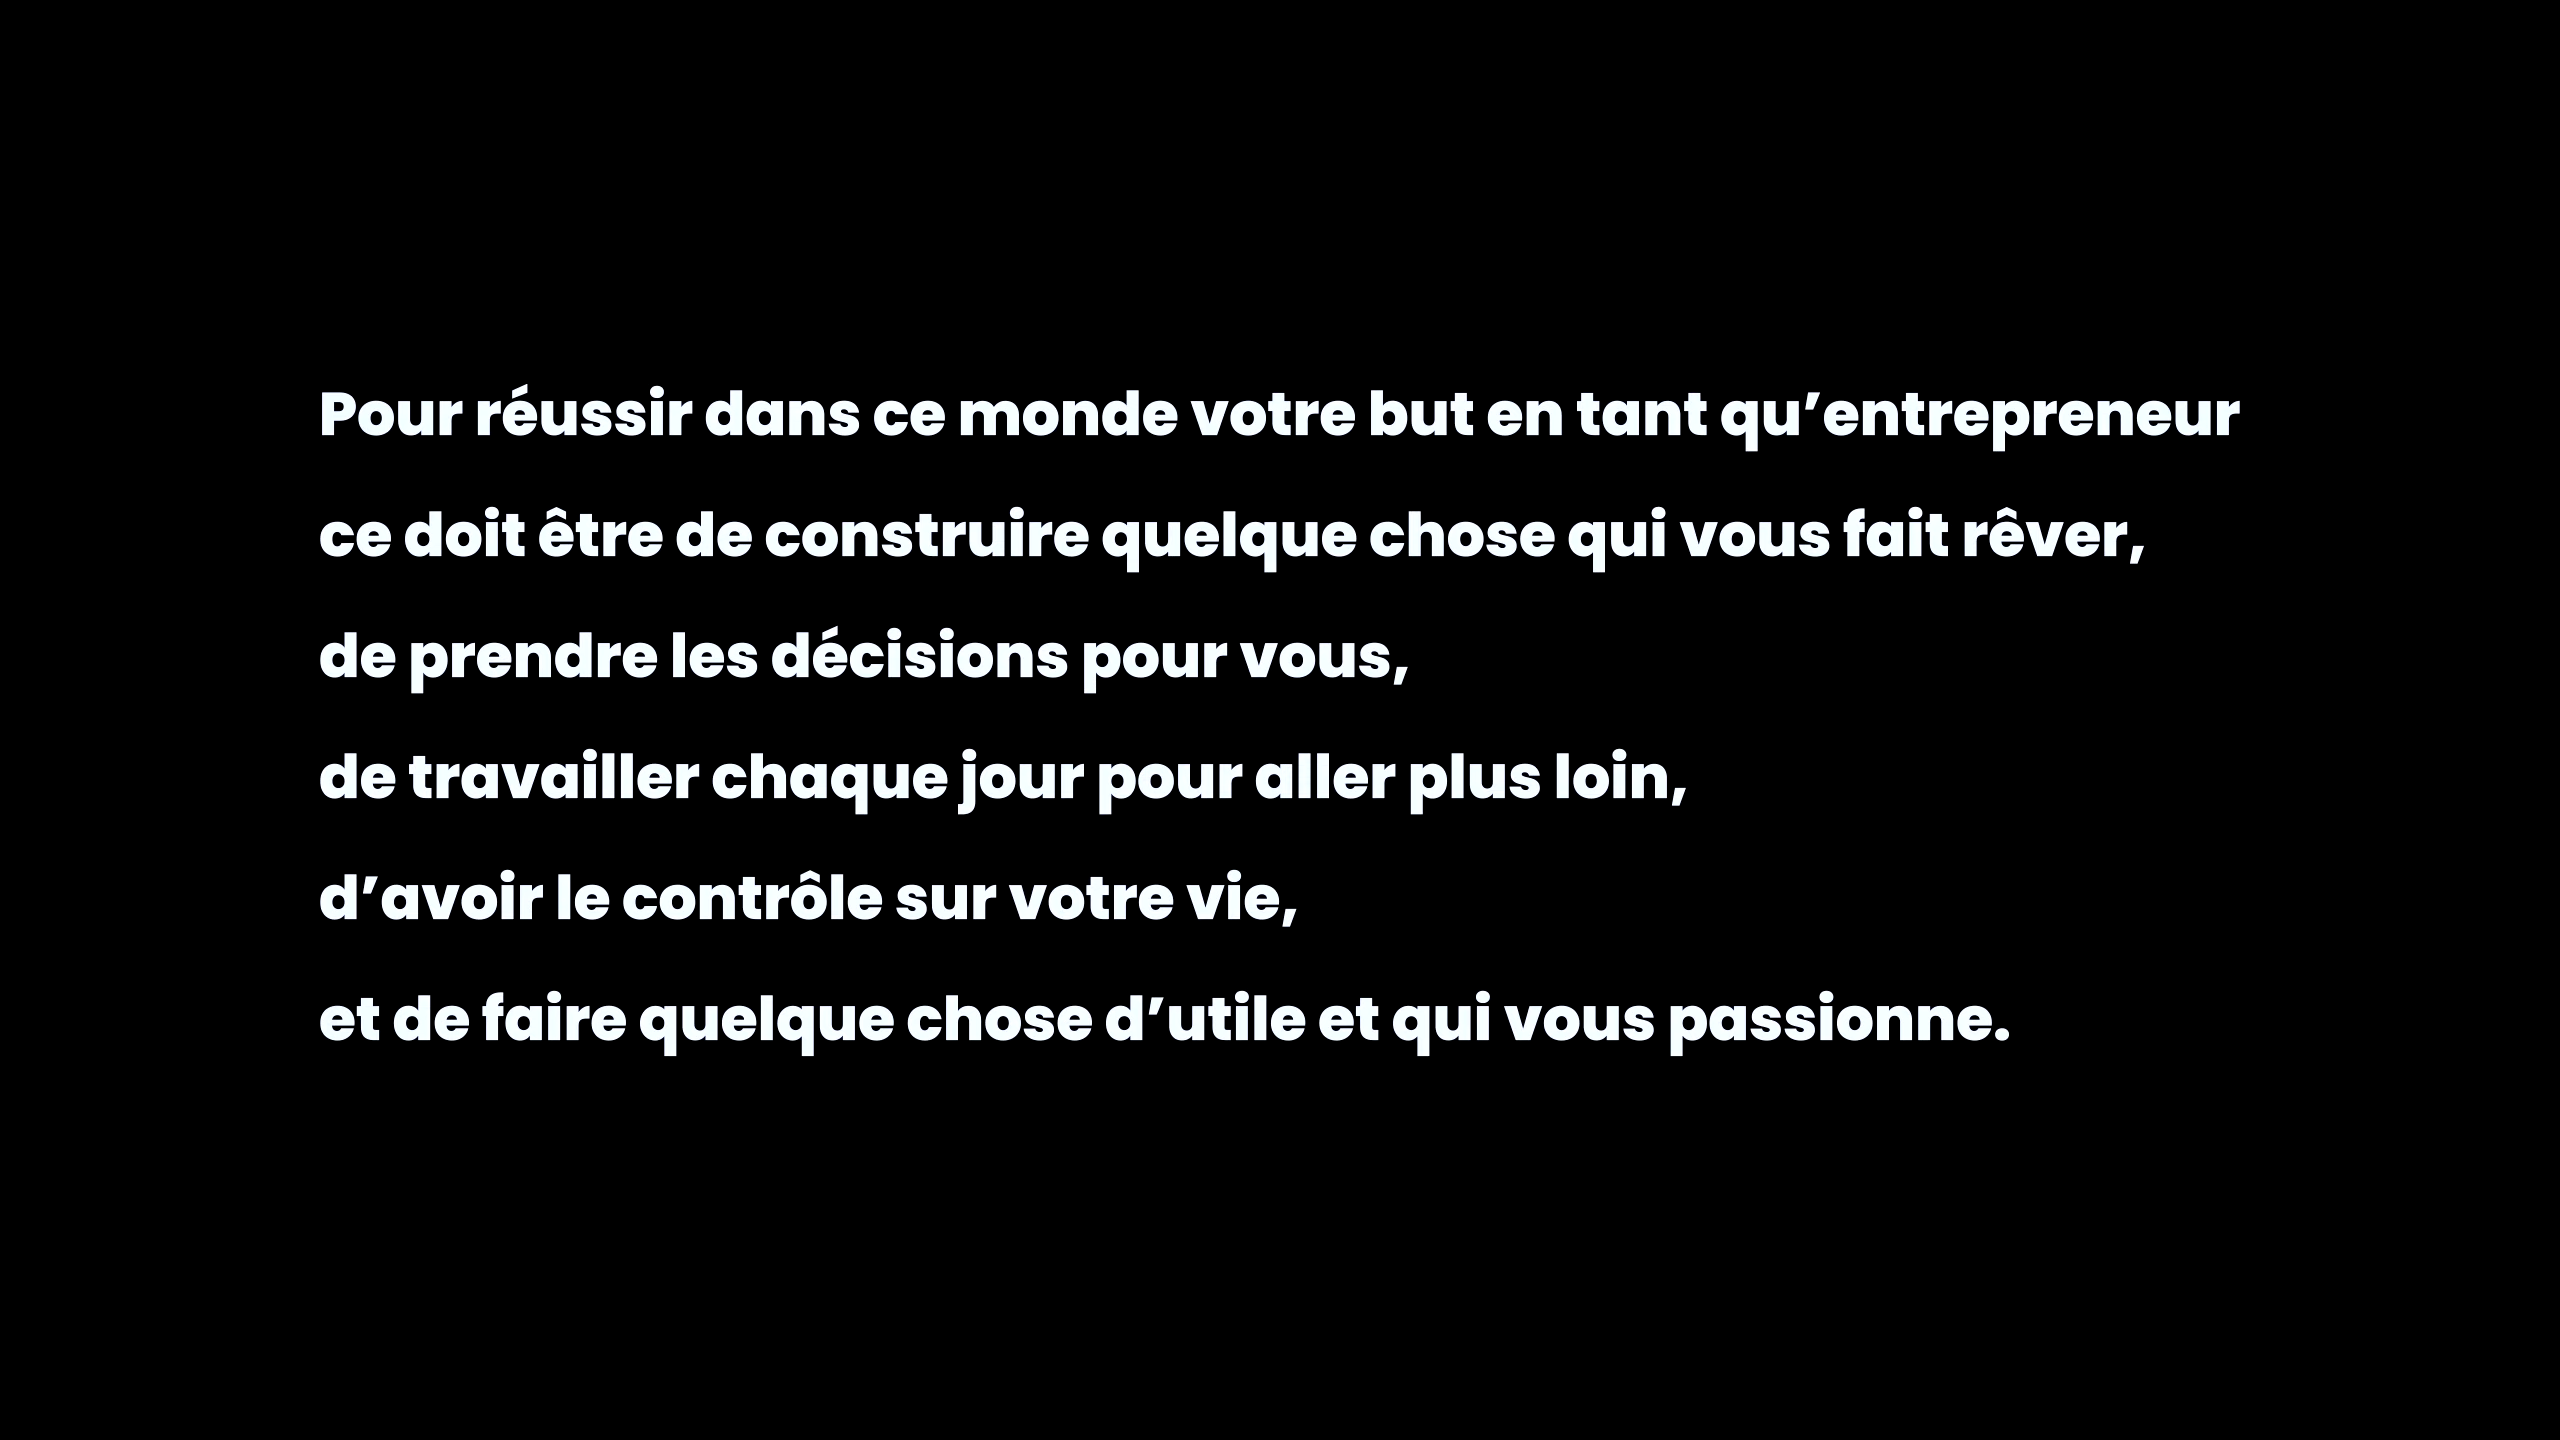 Pour réussir dans ce monde votre but en tant qu’entrepreneur
ce doit être de construire quelque chose qui vous fait rêver,
de prendre les décisions pour vous,
de travailler chaque jour pour aller plus loin,
d’avoir le contrôle sur votre vie,
et de faire quelque chose d’utile et qui vous passionne.